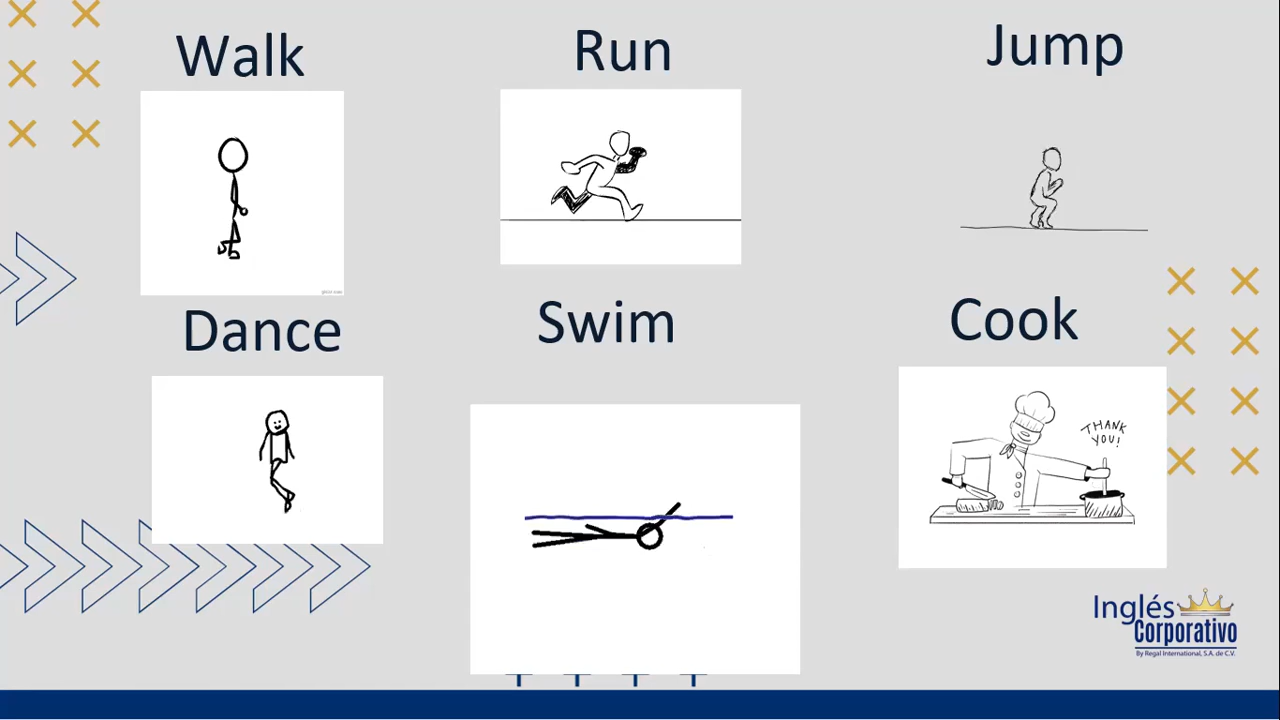 Walk
Run
Jump
Dance
Swim
Cook
THANK
YOU!
Inglés
Corporativo
By Regal International, S.A. de C.V.